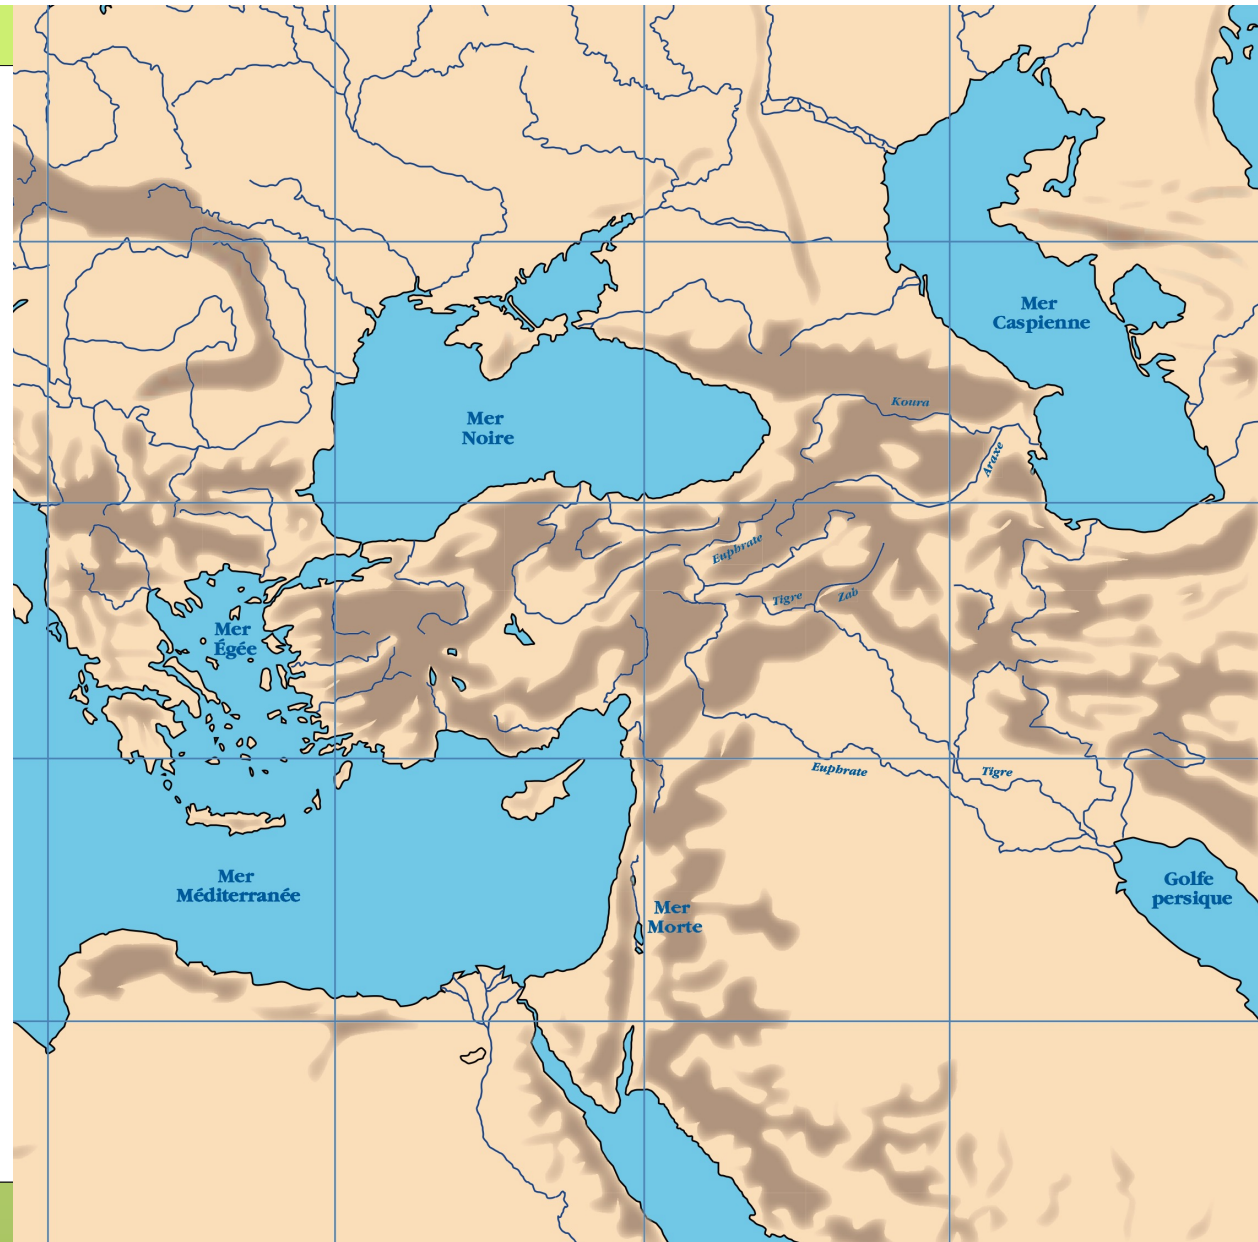 Mer
Caspienne
Mer
Noire
Koura
Araxe
Euphrate
Tigre
Zab
Mer
Égée
Euphrate
Tigre
Mer
Méditerranée
Mer
Morte
Golfe
persique